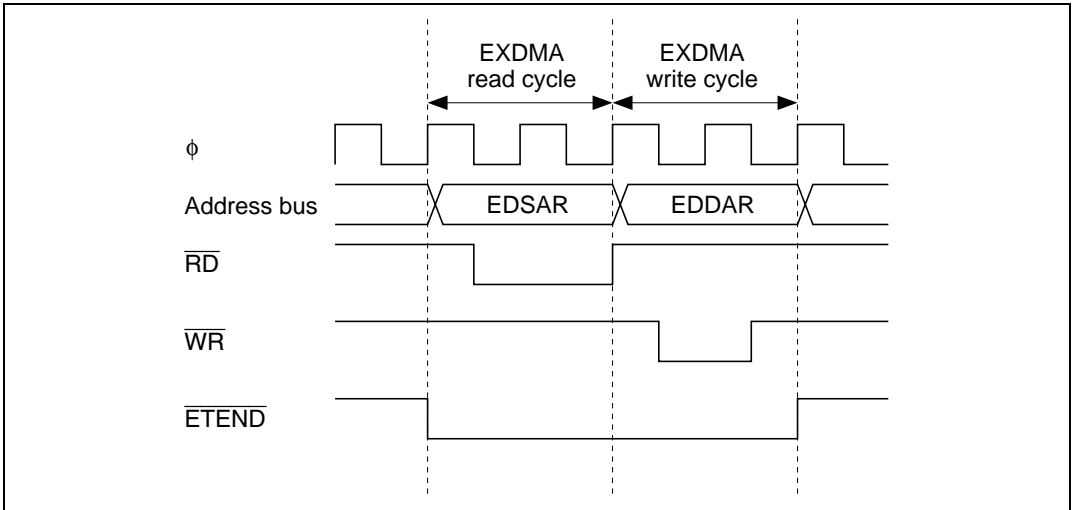 EXDMA
read cycle
EXDMA
write cycle
ϕ
Address bus
EDSAR
EDDAR
RD
WR
ETEND